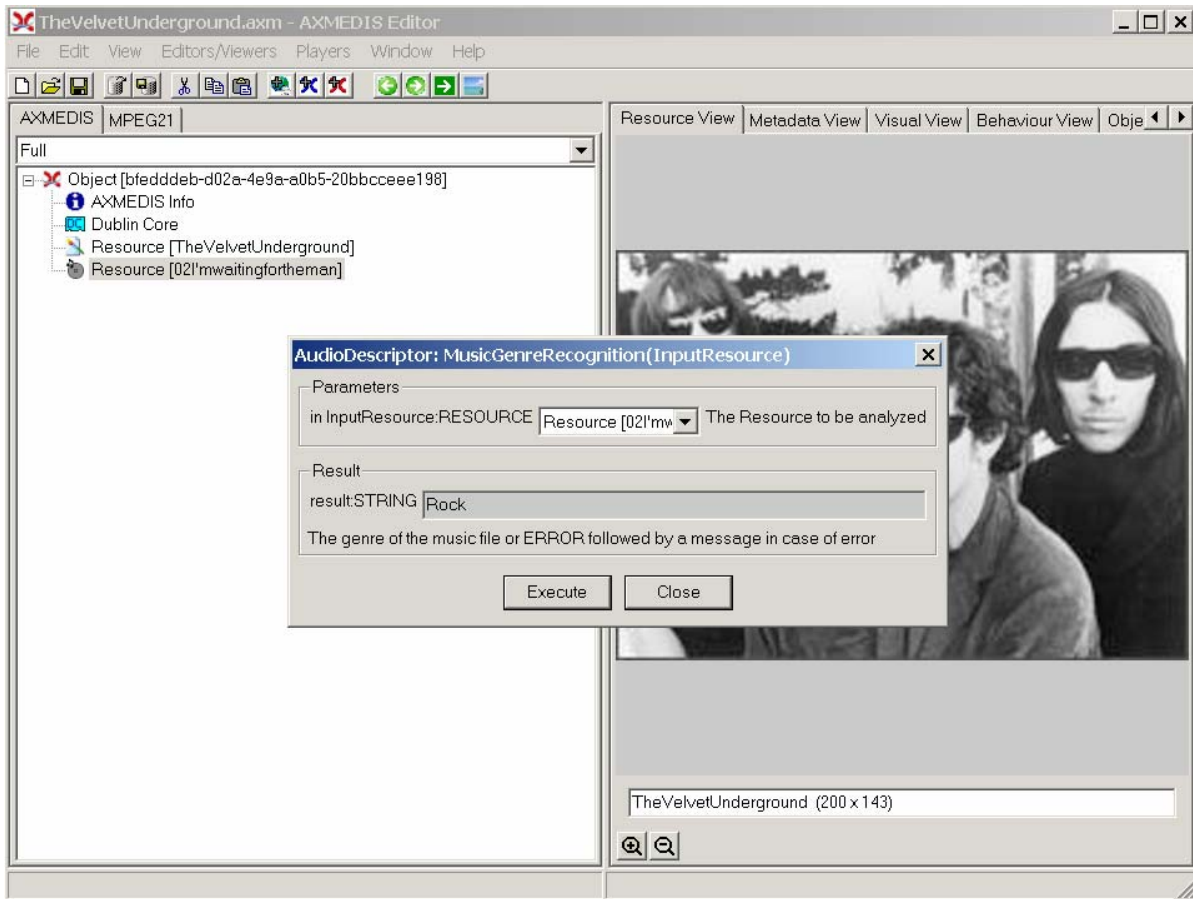 TheVelvetUnderground.axm - AXMEDIS Editor
File Edit View Editors/Viewers Players Window Help
AXMEDIS MPEG21
Resource View Metadata View Visual View Behaviour View Obje
Full
Object [bfedddeb-d02a-4e9a-a0b5-20bbcceee198]
AXMEDIS Info
Dublin Core
Resource [TheVelvetUnderground]
Resource [02I'mwaitingfortheman]
AudioDescriptor: MusicGenreRecognition(InputResource)
Parameters
in InputResource:RESOURCE Resource [02I'mw The Resource to be analyzed
Result
result:STRING Rock
The genre of the music file or ERROR followed by a message in case of error
Execute Close
TheVelvetUnderground (200 x 143)